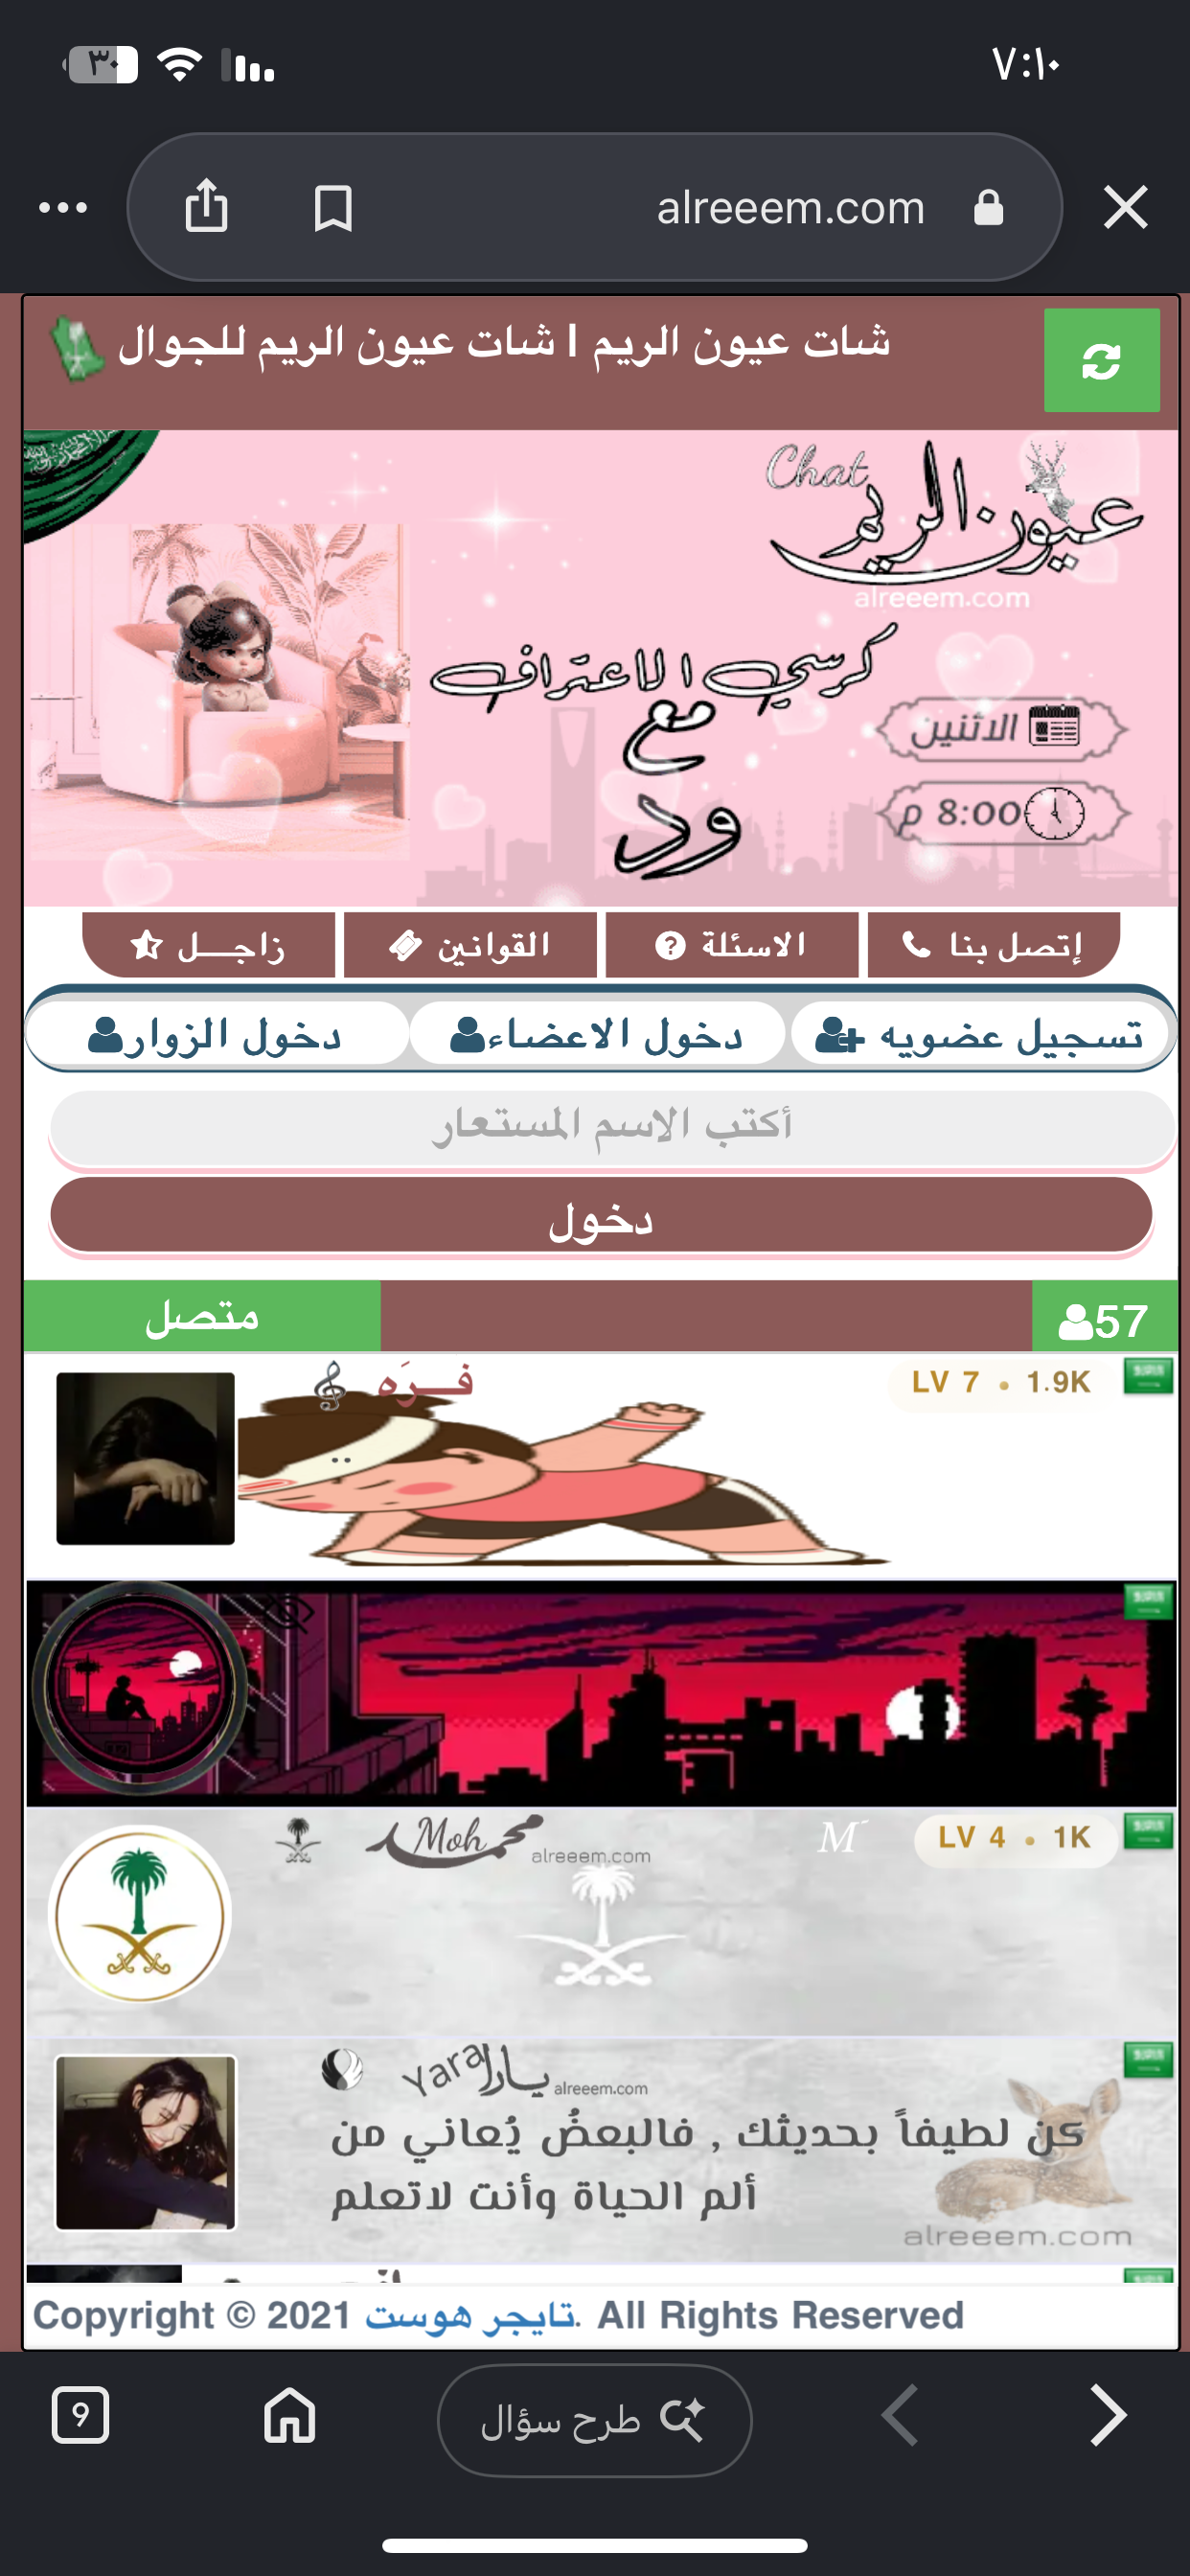 ٧:١٠
٣٠
alreeem.com
شات عيون الريم | شات عيون الريم للجوال
Chat
عيون الريم
alreeem.com
كرسي الاعتراف
مع
ود
الاثنين
8:00 م
إتصل بنا
الاسئلة
القوانين
زاجــــل
تسجيل عضويه
دخول الاعضاء
دخول الزوار
أكتب الاسم المستعار
دخول
57
متصل
فـرَه
LV 7 • 1.9K
Moh محمد
alreeem.com
M
LV 4 • 1K
Yara يارا
alreeem.com
كن لطيفاً بحديثك , فالبعضُ يُعاني من
ألم الحياة وأنت لاتعلم
alreeem.com
Copyright © 2021 تايجر هوست. All Rights Reserved
طرح سؤال
٩